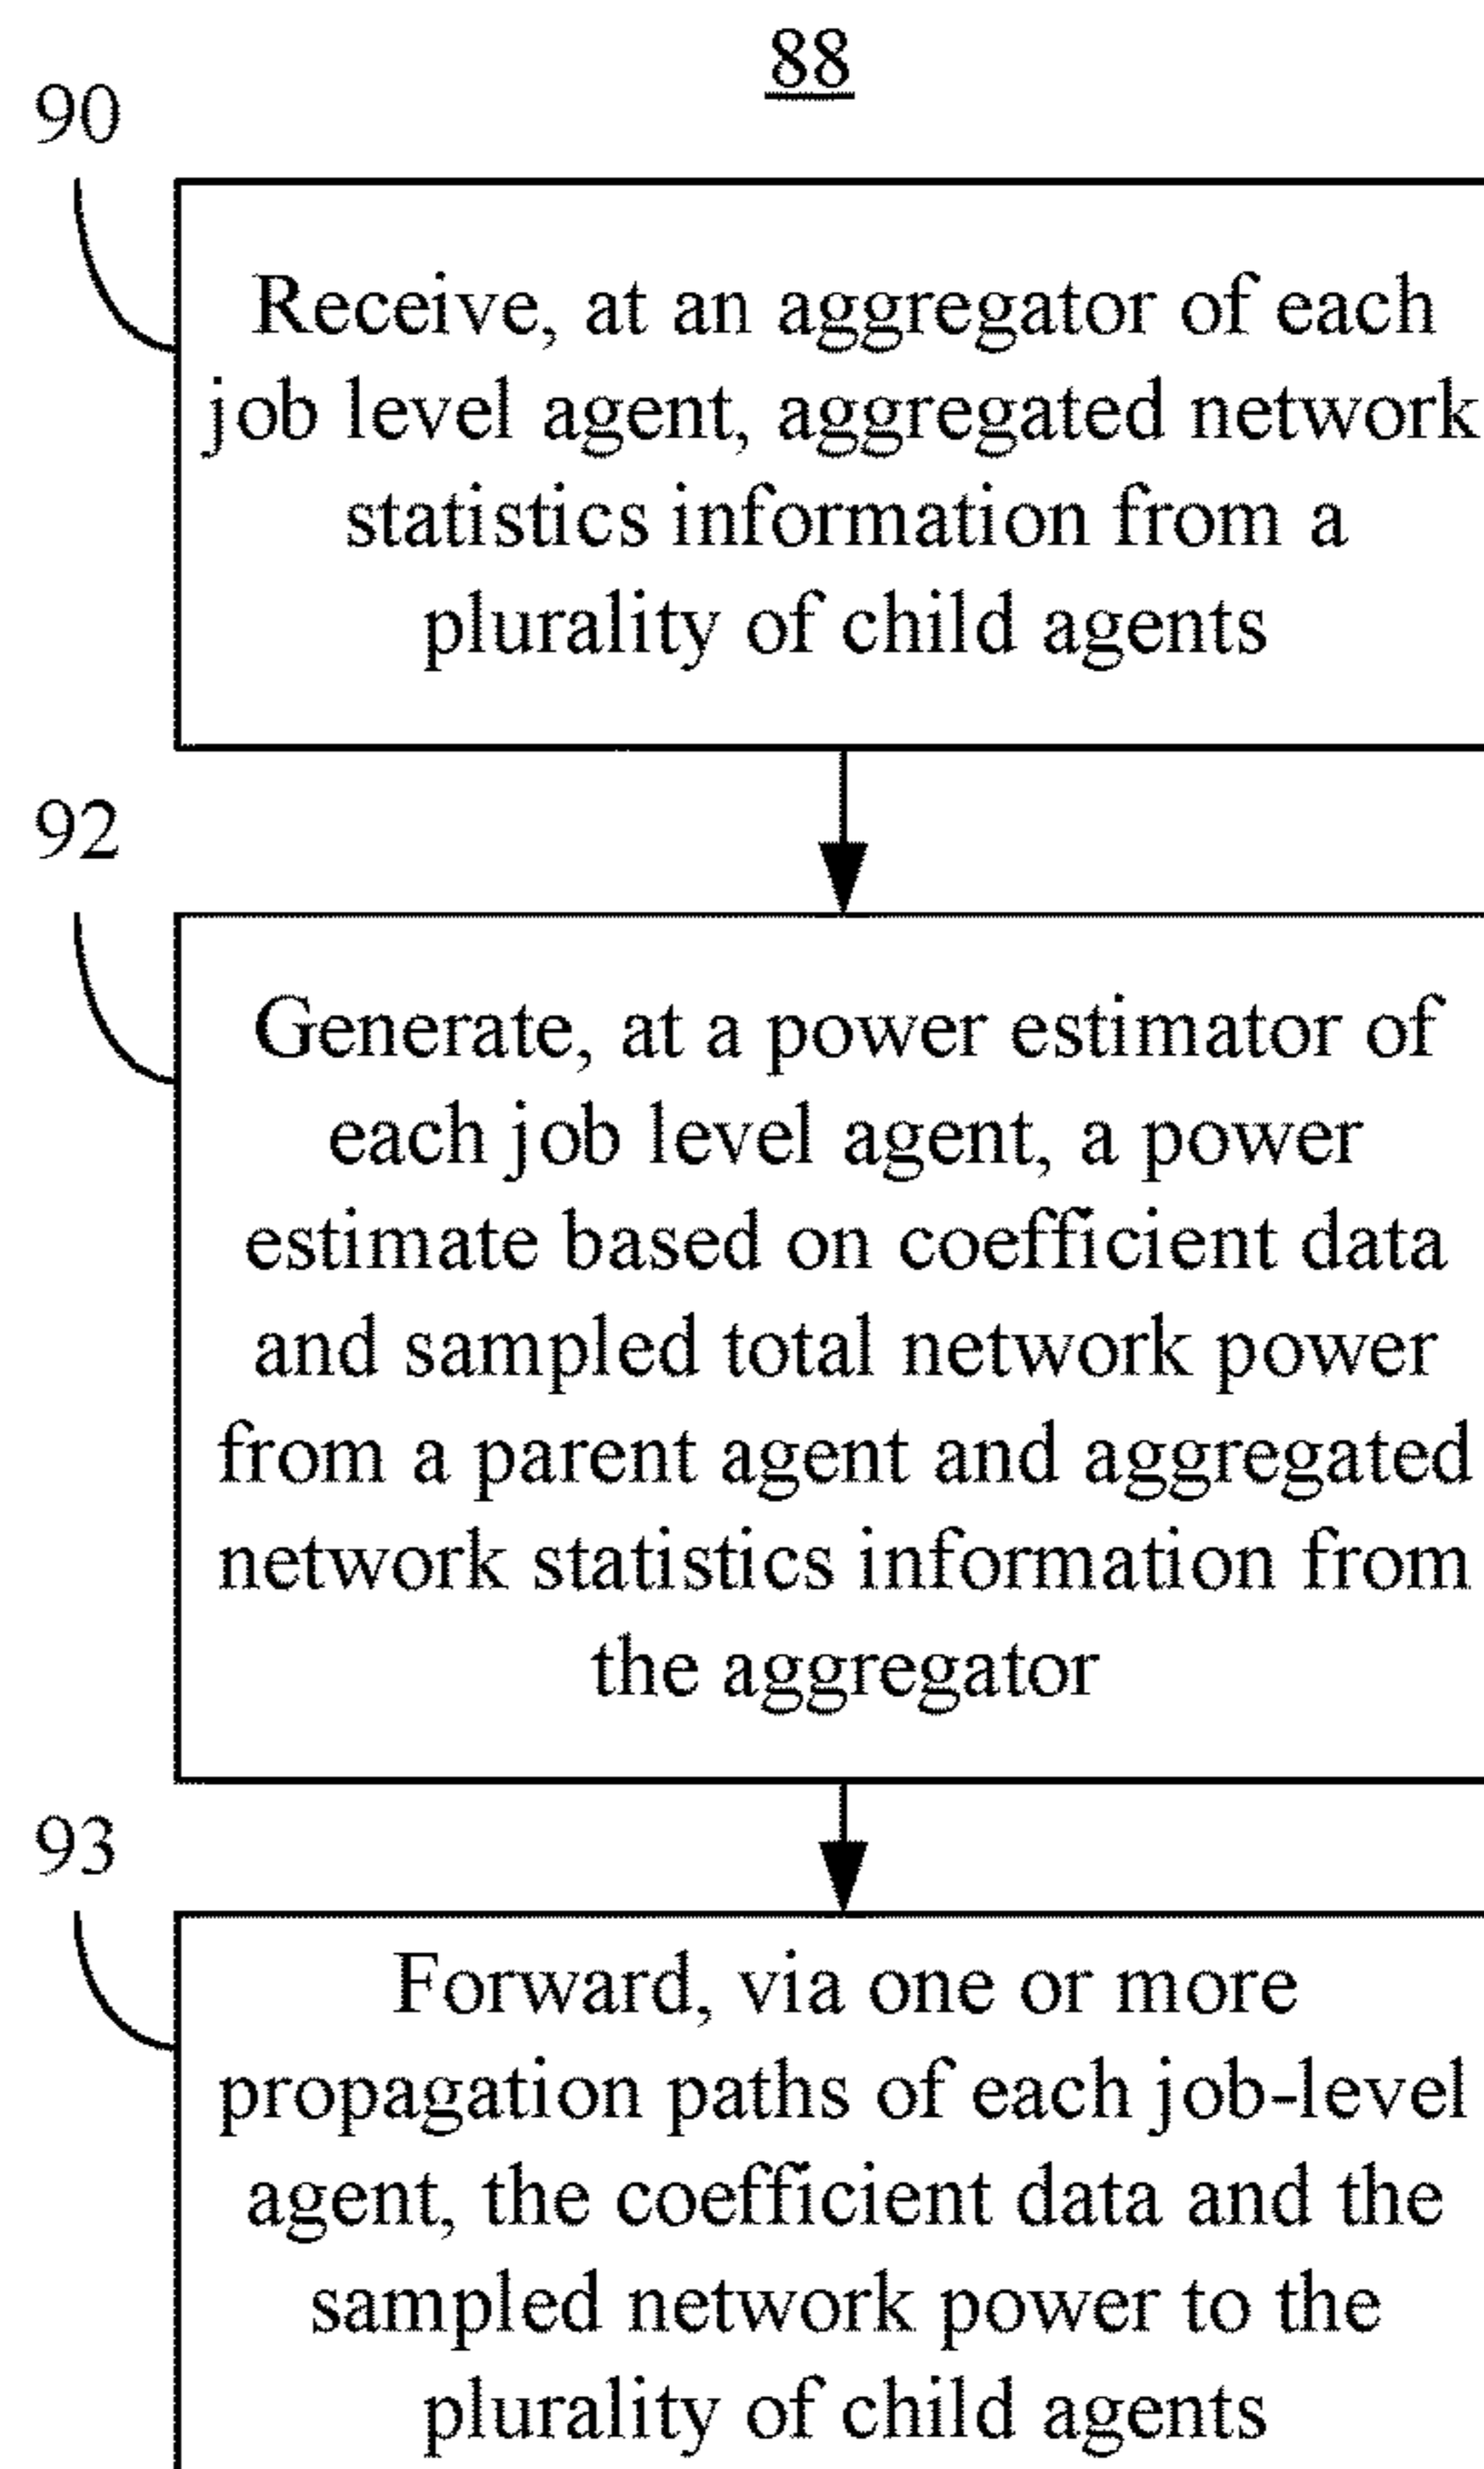 88
90
Receive, at an aggregator of each
job level agent, aggregated network
statistics information from a
plurality of child agents
92
Generate, at a power estimator of
each job level agent, a power
estimate based on coefficient data
and sampled total network power
from a parent agent and aggregated
network statistics information from
the aggregator
93
Forward, via one or more
propagation paths of each job-level
agent, the coefficient data and the
sampled network power to the
plurality of child agents